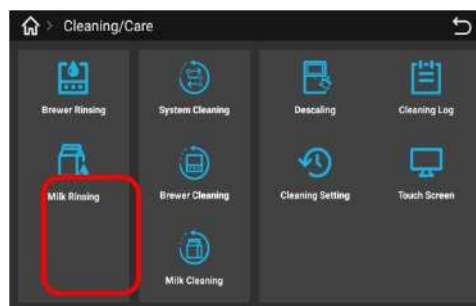 Cleaning/Care
Brewer Rinsing
System Cleaning
Descaling
Cleaning Log
Milk Rinsing
Brewer Cleaning
Cleaning Setting
Touch Screen
Milk Cleaning